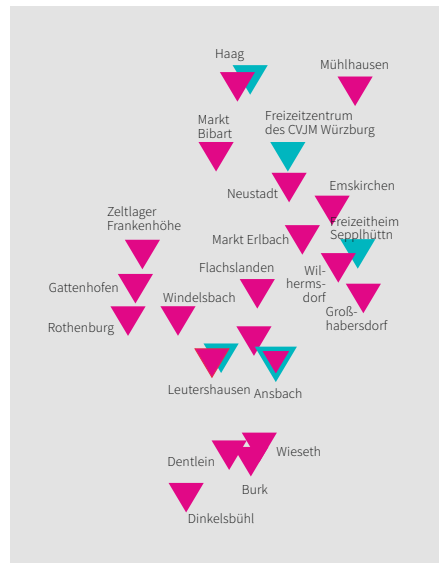 Haag
Mühlhausen
Markt
Bibart
Freizeitzentrum
des CVJM Würzburg
Neustadt
Emskirchen
Zeltlager
Frankenhöhe
Freizeitheim
Sepplhüttn
Markt Erlbach
Flachslanden
Wil-
herms-
dorf
Gattenhofen
Windelsbach
Groß-
habersdorf
Rothenburg
Leutershausen
Ansbach
Wieseth
Dentlein
Burk
Dinkelsbühl